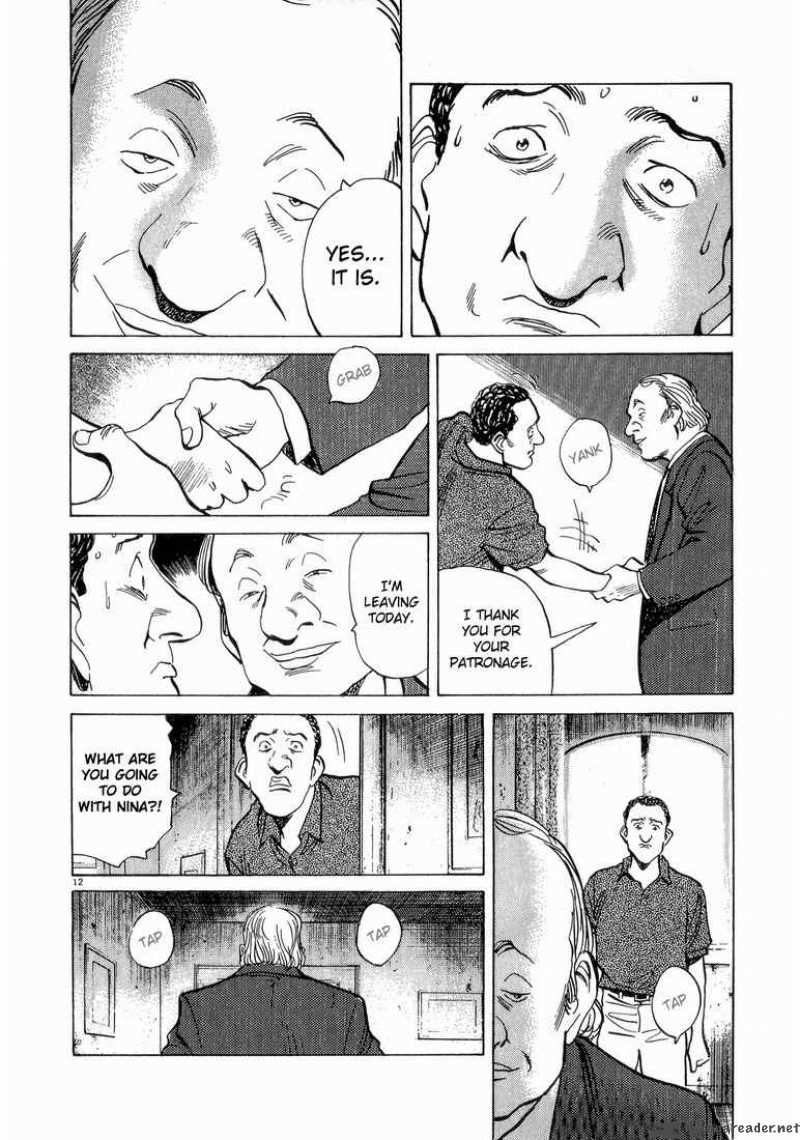 YES...
IT IS.
GRAB
YANK
I THANK
YOU FOR
YOUR
PATRONAGE.
I'M
LEAVING
TODAY.
WHAT ARE
YOU GOING
TO DO
WITH NINA?!
12
TAP
TAP
TAP